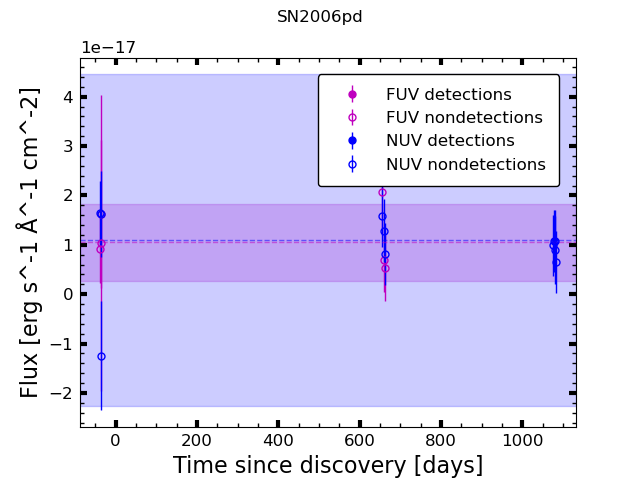 SN2006pd
1e−17
FUV detections
FUV nondetections
NUV detections
NUV nondetections
4
3
2
1
0
−1
−2
Flux [erg s^-1 Å^-1 cm^-2]
0 200 400 600 800 1000
Time since discovery [days]